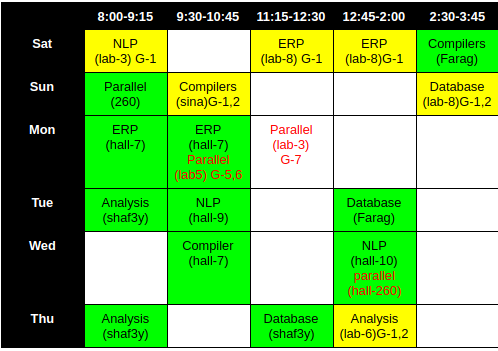 8:00-9:15 9:30-10:45 11:15-12:30 12:45-2:00 2:30-3:45
Sat
NLP
(lab-3) G-1
ERP
(lab-8) G-1
ERP
(lab-8)G-1
Compilers
(Farag)
Sun
Parallel
(260)
Compilers
(sina)G-1,2
Database
(lab-8)G-1,2
Mon
ERP
(hall-7)
ERP
(hall-7)
Parallel
(lab5) G-5,6
Parallel
(lab-3)
G-7
Tue
Analysis
(shaf3y)
NLP
(hall-9)
Database
(Farag)
Wed
Compiler
(hall-7)
NLP
(hall-10)
parallel
(hall-260)
Thu
Analysis
(shaf3y)
Database
(shaf3y)
Analysis
(lab-6)G-1,2